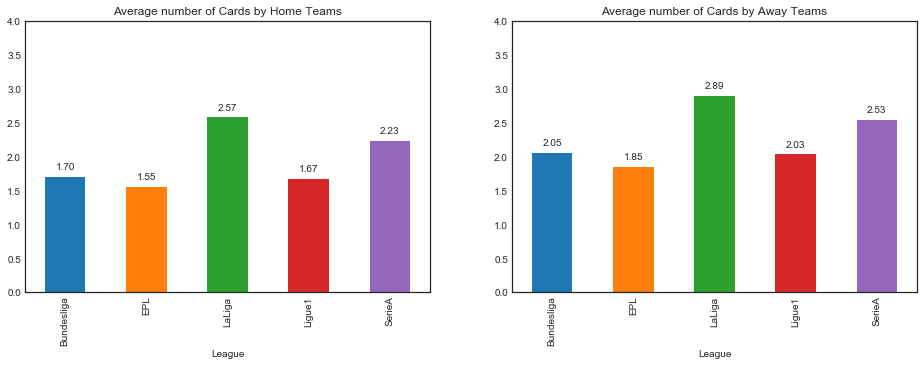 Average number of Cards by Home Teams
4.0
3.5
3.0
2.5
2.0
1.5
1.0
0.5
0.0
1.70
1.55
2.57
1.67
2.23
Bundesliga
EPL
LaLiga
Ligue1
SerieA
League
Average number of Cards by Away Teams
4.0
3.5
3.0
2.5
2.0
1.5
1.0
0.5
0.0
2.05
1.85
2.89
2.03
2.53
Bundesliga
EPL
LaLiga
Ligue1
SerieA
League